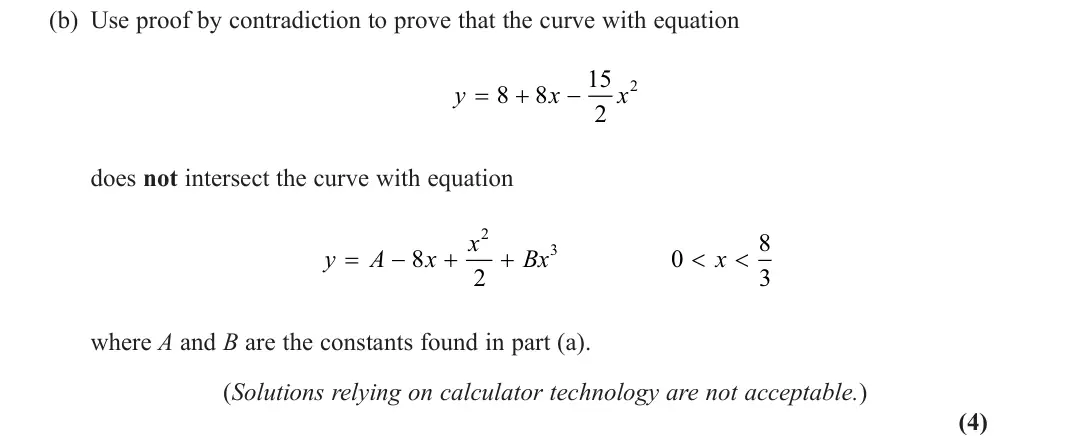 (b) Use proof by contradiction to prove that the curve with equation
y = 8 + 8x − 15/2 x²
does not intersect the curve with equation
y = A − 8x + x²/2 + Bx³ 0 < x < 8/3
where A and B are the constants found in part (a).
(Solutions relying on calculator technology are not acceptable.)
(4)